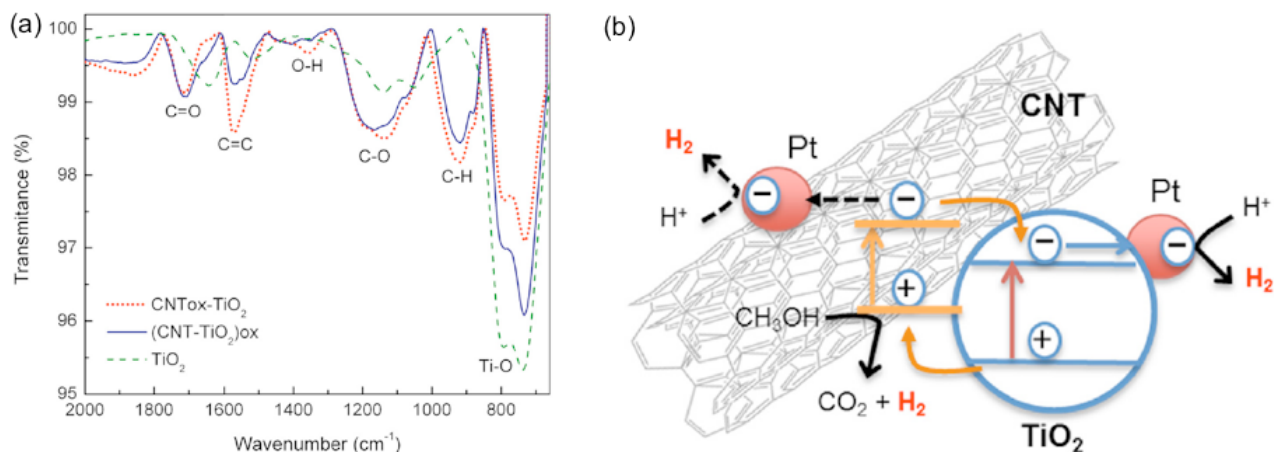 (a)
100
99
98
97
96
95
Transmitance (%)
C=O
C=C
O-H
C-O
C-H
Ti-O
CNTox-TiO₂
(CNT-TiO₂)ox
TiO₂
2000 1800 1600 1400 1200 1000 800
Wavenumber (cm⁻¹)
(b)
CNT
H₂
Pt
H⁺
−
−
Pt
−
−
H⁺
H₂
+
CH₃OH
+
CO₂ + H₂
TiO₂